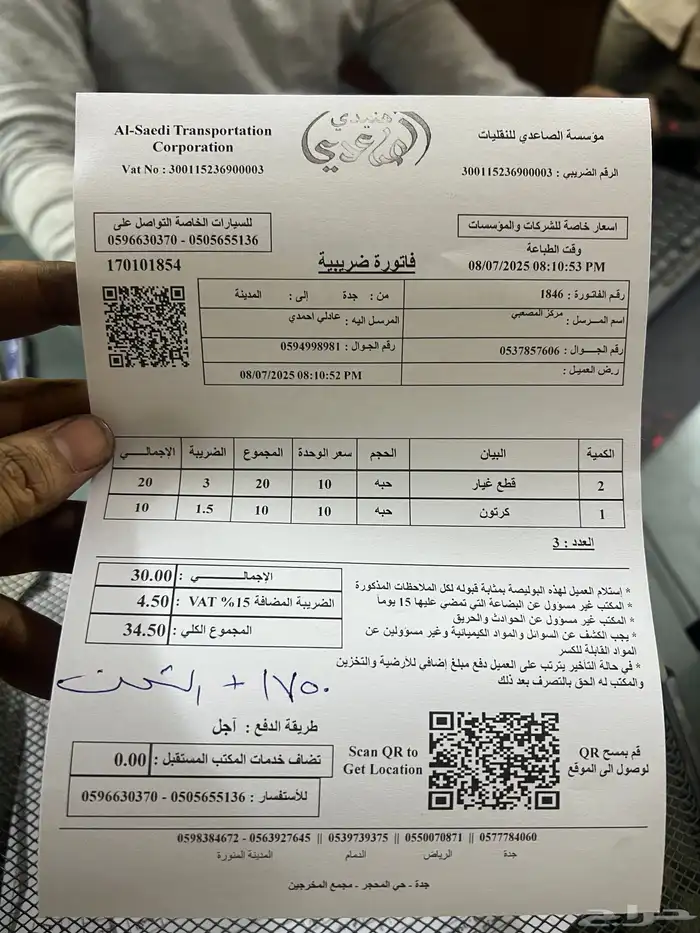 Al-Saedi Transportation
Corporation
Vat No : 300115236900003
هنيدي
صاعدي
مؤسسة الصاعدي للنقليات
الرقم الضريبي : 300115236900003
للسيارات الخاصة التواصل على
0596630370 - 0505655136
170101854
فاتورة ضريبية
اسعار خاصة للشركات والمؤسسات
وقت الطباعة
08/07/2025 08:10:53 PM
رقم الفاتورة : 1846
من : جدة إلى : المدينة
اسم المرسل : مركز المصعبي
المرسل اليه : عادلي احمدي
رقم الجوال : 0537857606
رقم الجوال : 0594998981
ر.ض العميل :
08/07/2025 08:10:52 PM
الكمية البيان الحجم سعر الوحدة المجموع الضريبة الإجمالي
2 قطع غيار حبه 10 20 3 20
1 كرتون حبه 10 10 1.5 10
العدد : 3
الإجمالي : 30.00
الضريبة المضافة 15% VAT : 4.50
المجموع الكلي : 34.50
* إستلام العميل لهذه البوليصة بمثابة قبوله لكل الملاحظات المذكورة
* المكتب غير مسوول عن البضاعة التي تمضي عليها 15 يوما
* المكتب غير مسوول عن الحوادث والحريق
* يجب الكشف عن السوائل والمواد الكيميائية وغير مسؤولين عن
المواد القابلة للكسر
* في حالة التأخير يترتب على العميل دفع مبلغ إضافي للأرضية والتخزين
والمكتب له الحق بالتصرف بعد ذلك
١٧٥٠ + الشحن
طريقة الدفع : آجل
تضاف خدمات المكتب المستقبل : 0.00
للأستفسار : 0505655136 - 0596630370
Scan QR to
Get Location
قم بمسح QR
لوصول الى الموقع
0598384672 - 0563927645 || 0539739375 || 0550070871 || 0577784060
جدة الرياض الدمام المدينة المنورة
جدة - حي المحجر - مجمع المخرجين
حراج